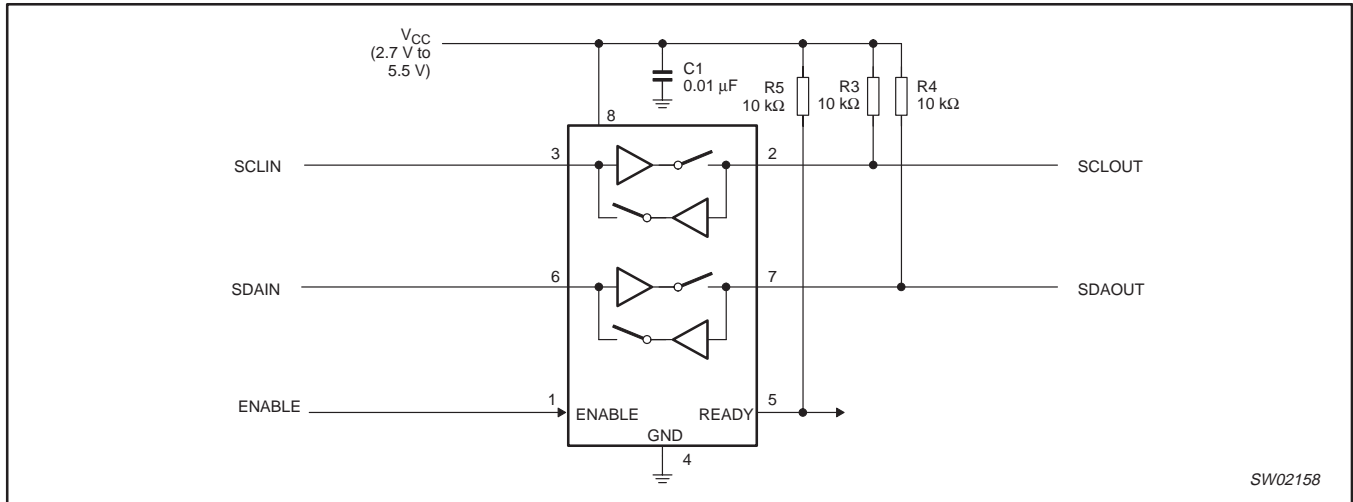 VCC
(2.7 V to
5.5 V)
C1
0.01 μF
R5
10 kΩ
R3
10 kΩ
R4
10 kΩ
8
SCLIN
3
2
SCLOUT
SDAIN
6
7
SDAOUT
ENABLE
1
ENABLE
READY
5
GND
4
SW02158